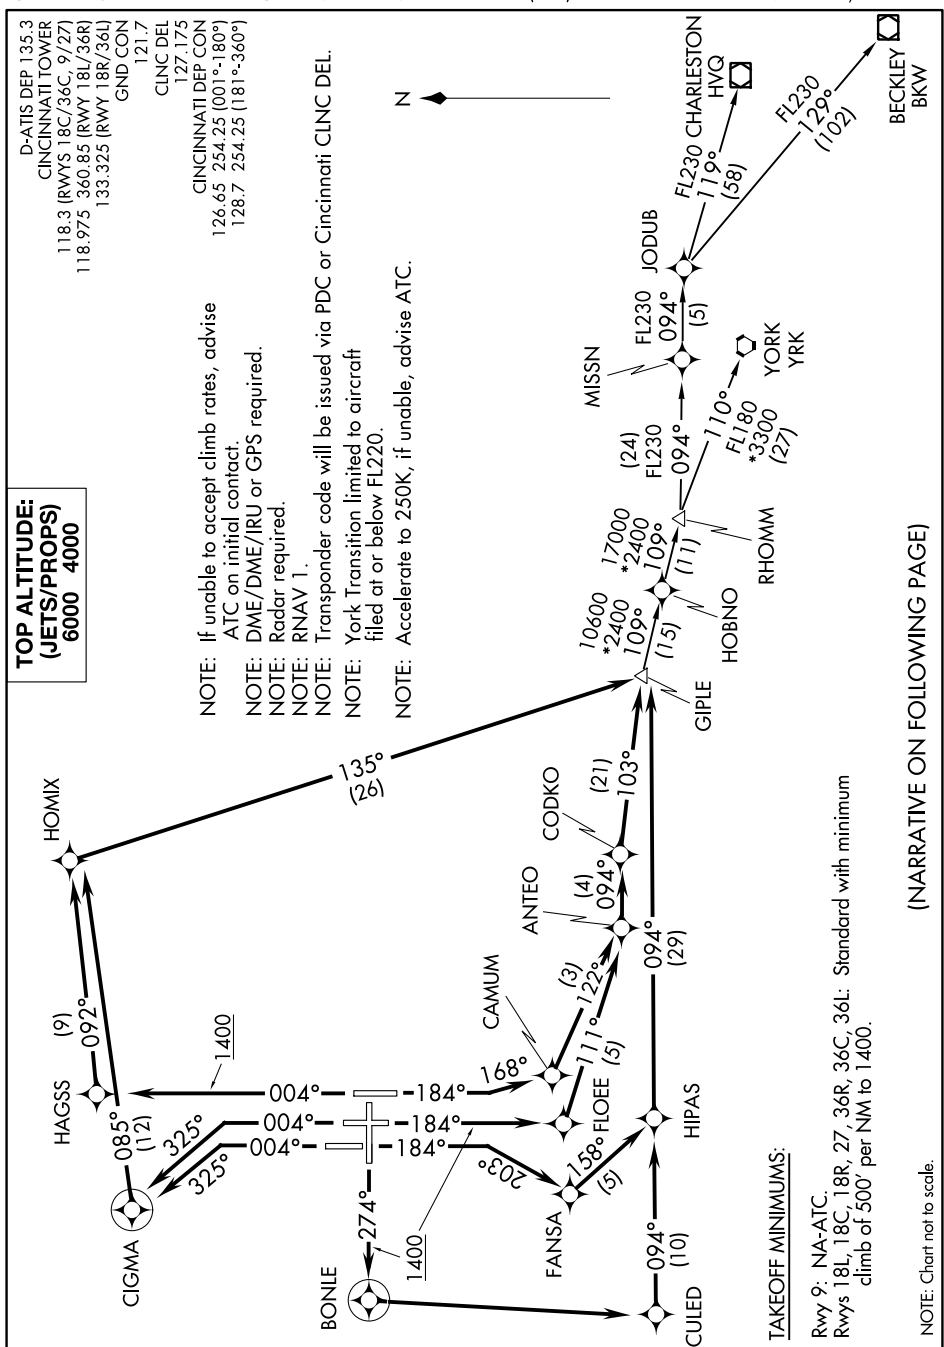 D-ATIS DEP 135.3
CINCINNATI TOWER
118.3 (RWYS 18C/36C, 9/27)
118.975 360.85 (RWY 18L/36R)
133.325 (RWY 18R/36L)
GND CON
121.7
CLNC DEL
127.175
CINCINNATI DEP CON
126.65 254.25 (001°-180°)
128.7 254.25 (181°-360°)
TOP ALTITUDE:
(JETS/PROPS)
6000 4000
NOTE: If unable to accept climb rates, advise
ATC on initial contact.
NOTE: DME/DME/IRU or GPS required.
NOTE: Radar required.
NOTE: RNAV 1.
NOTE: Transponder code will be issued via PDC or Cincinnati CLNC DEL.
NOTE: York Transition limited to aircraft
filed at or below FL220.
NOTE: Accelerate to 250K, if unable, advise ATC.
N
HOMIX
135°
(26)
(9)
092°
HAGSS
085°
(12)
CIGMA
325°
325°
004°
004°
004°
1400
184°
184°
184°
168°
203°
274°
BONLE
1400
CAMUM
FLOEE
FANSA
(3)
122°
111°
(5)
158°
(5)
ANTEO
(4)
094°
CODKO
(21)
103°
HIPAS
094°
(29)
CULED
094°
(10)
GIPLE
10600
*2400
109°
(15)
HOBNO
17000
*2400
109°
(11)
RHOMM
(24)
FL230
094°
MISSN
110°
FL180
*3300
(27)
YORK
YRK
FL230
094°
(5)
JODUB
FL230
119°
(58)
CHARLESTON
HVQ
FL230
129°
(102)
BECKLEY
BKW
TAKEOFF MINIMUMS:
Rwy 9: NA-ATC.
Rwys 18L, 18C, 18R, 27, 36R, 36C, 36L: Standard with minimum
climb of 500' per NM to 1400.
NOTE: Chart not to scale.
(NARRATIVE ON FOLLOWING PAGE)